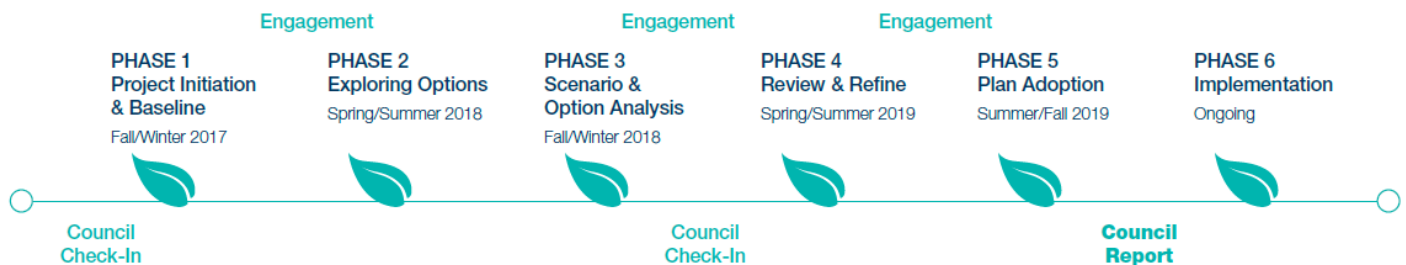 Engagement
Engagement
Engagement
PHASE 1
Project Initiation
& Baseline
Fall/Winter 2017
PHASE 2
Exploring Options
Spring/Summer 2018
PHASE 3
Scenario &
Option Analysis
Fall/Winter 2018
PHASE 4
Review & Refine
Spring/Summer 2019
PHASE 5
Plan Adoption
Summer/Fall 2019
PHASE 6
Implementation
Ongoing
Council
Check-In
Council
Check-In
Council
Report